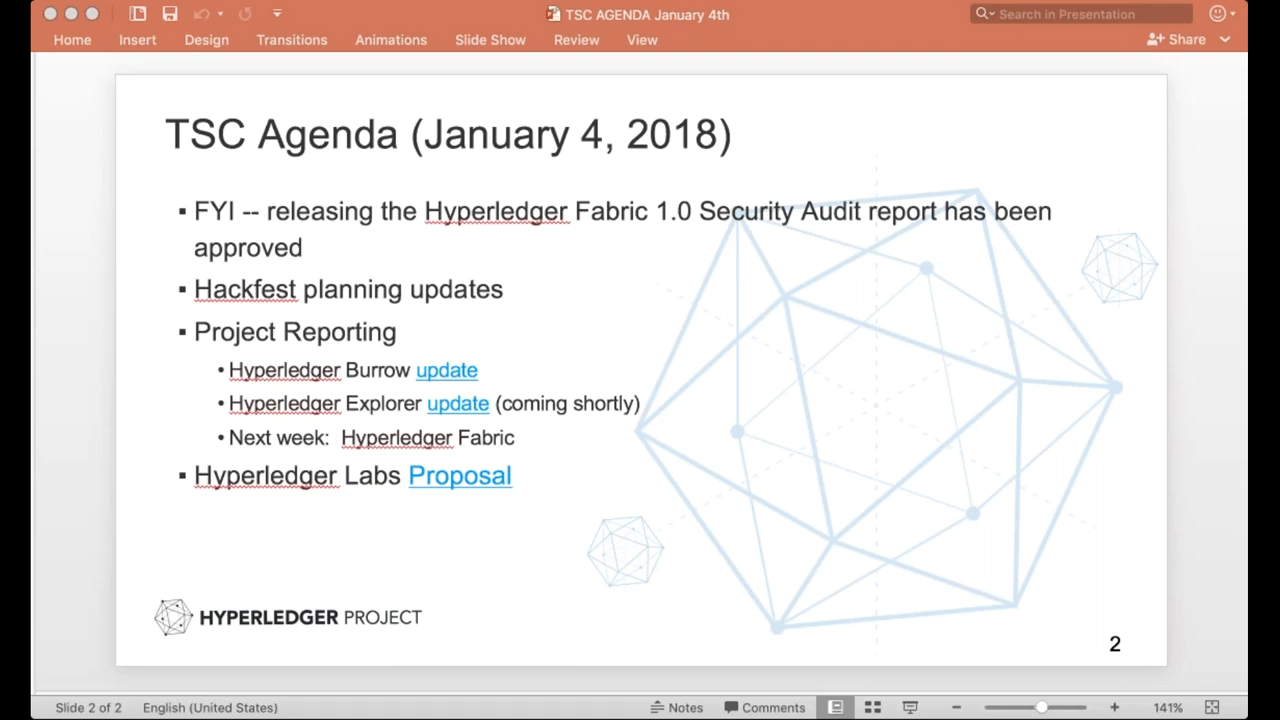 TSC AGENDA January 4th
Search in Presentation
Home Insert Design Transitions Animations Slide Show Review View Share
TSC Agenda (January 4, 2018)
▪ FYI -- releasing the Hyperledger Fabric 1.0 Security Audit report has been
approved
▪ Hackfest planning updates
▪ Project Reporting
• Hyperledger Burrow update
• Hyperledger Explorer update (coming shortly)
• Next week: Hyperledger Fabric
▪ Hyperledger Labs Proposal
HYPERLEDGER PROJECT
2
Slide 2 of 2 English (United States) Notes Comments 141%